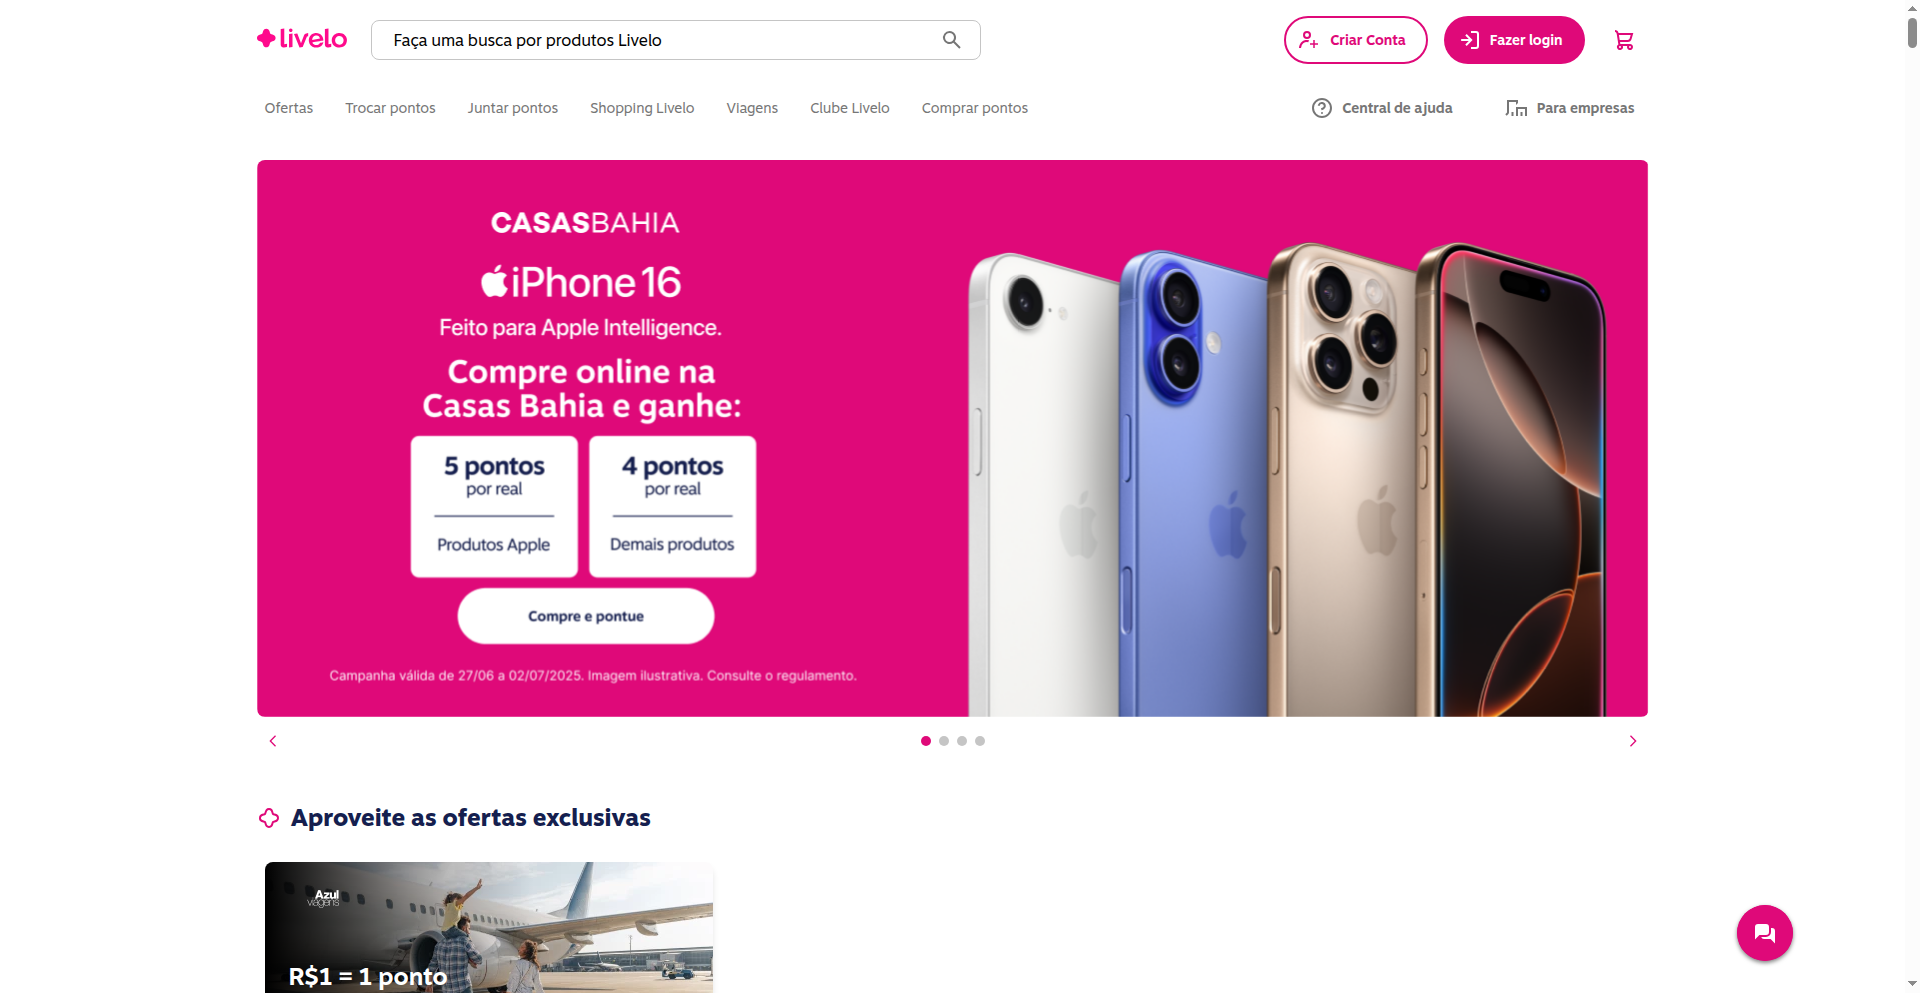 livelo
Faça uma busca por produtos Livelo
Criar Conta
Fazer login
Ofertas
Trocar pontos
Juntar pontos
Shopping Livelo
Viagens
Clube Livelo
Comprar pontos
Central de ajuda
Para empresas
CASASBAHIA
iPhone 16
Feito para Apple Intelligence.
Compre online na
Casas Bahia e ganhe:
5 pontos
por real
Produtos Apple
4 pontos
por real
Demais produtos
Compre e pontue
Campanha válida de 27/06 a 02/07/2025. Imagem ilustrativa. Consulte o regulamento.
Aproveite as ofertas exclusivas
Azul
viagens
R$1 = 1 ponto